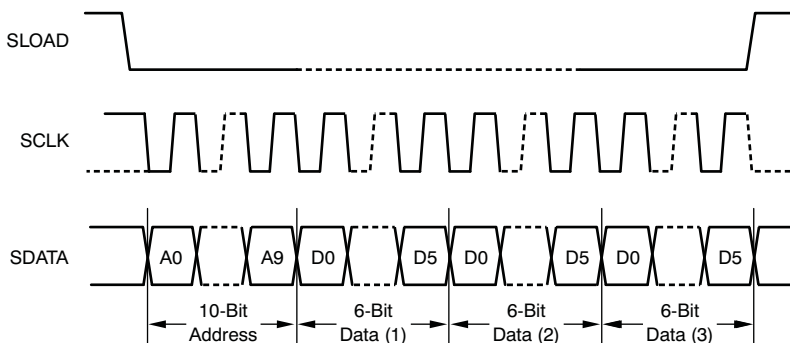 SLOAD
SCLK
SDATA
A0 A9 D0 D5 D0 D5 D0 D5
10-Bit Address
6-Bit Data (1)
6-Bit Data (2)
6-Bit Data (3)